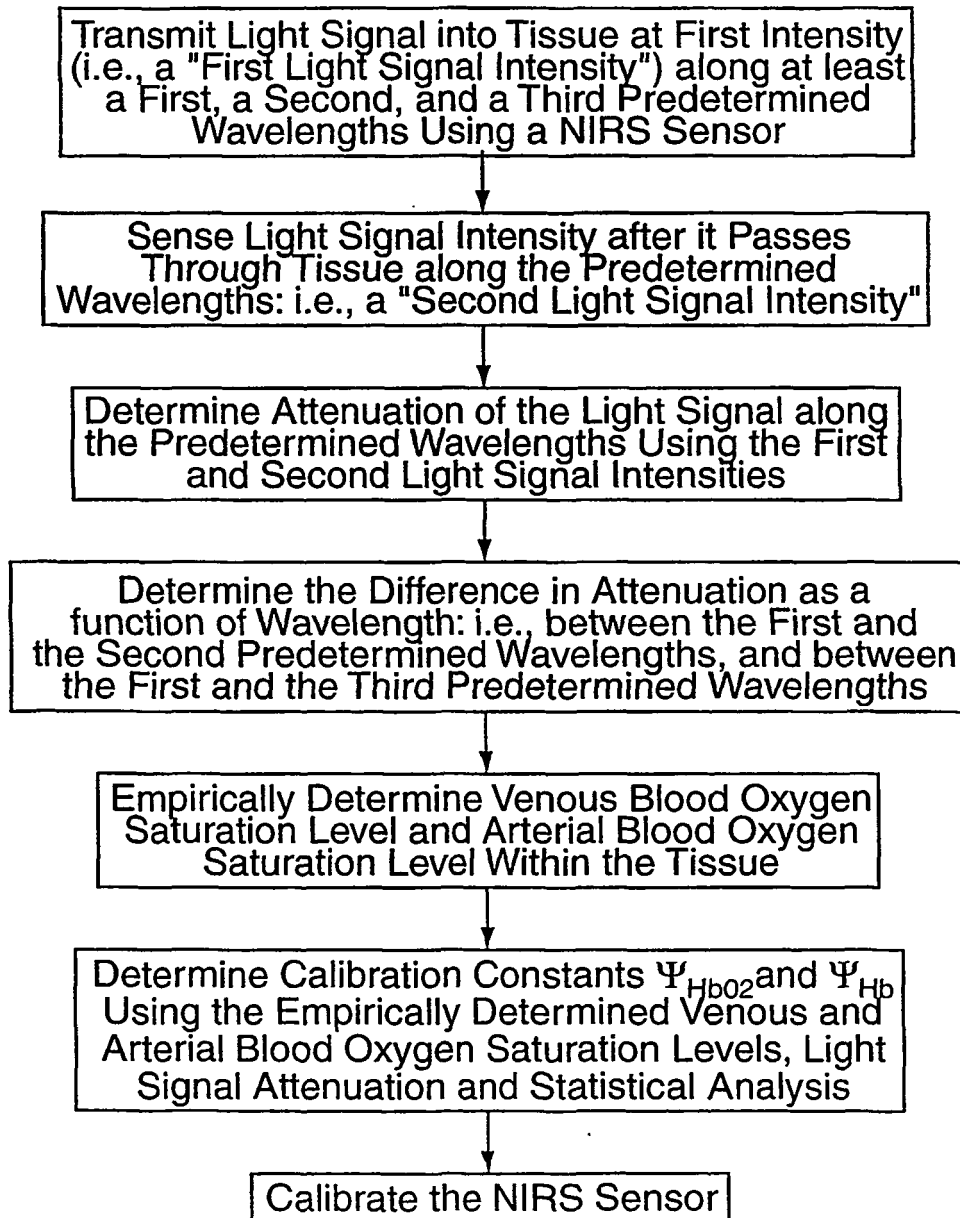 Transmit Light Signal into Tissue at First Intensity
(i.e., a "First Light Signal Intensity") along at least
a First, a Second, and a Third Predetermined
Wavelengths Using a NIRS Sensor
Sense Light Signal Intensity after it Passes
Through Tissue along the Predetermined
Wavelengths: i.e., a "Second Light Signal Intensity"
Determine Attenuation of the Light Signal along
the Predetermined Wavelengths Using the First
and Second Light Signal Intensities
Determine the Difference in Attenuation as a
function of Wavelength: i.e., between the First and
the Second Predetermined Wavelengths, and between
the First and the Third Predetermined Wavelengths
Empirically Determine Venous Blood Oxygen
Saturation Level and Arterial Blood Oxygen
Saturation Level Within the Tissue
Determine Calibration Constants Ψ_HbO2 and Ψ_Hb
Using the Empirically Determined Venous and
Arterial Blood Oxygen Saturation Levels, Light
Signal Attenuation and Statistical Analysis
Calibrate the NIRS Sensor